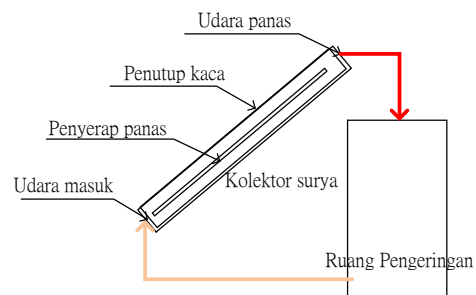 Udara panas
Penutup kaca
Penyerap panas
Kolektor surya
Udara masuk
Ruang Pengeringan